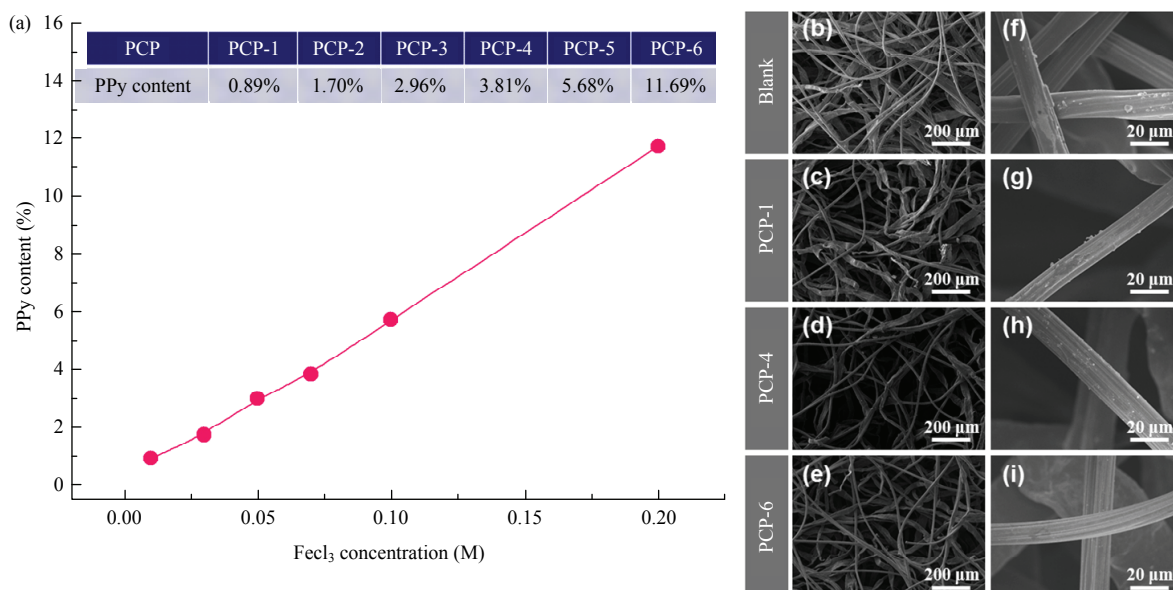 (a)
16
14
12
10
8
6
4
2
0
PPy content (%)
PCP PCP-1 PCP-2 PCP-3 PCP-4 PCP-5 PCP-6
PPy content 0.89% 1.70% 2.96% 3.81% 5.68% 11.69%
0.00 0.05 0.10 0.15 0.20
Fecl₃ concentration (M)
Blank
(b)
200 μm
(f)
20 μm
PCP-1
(c)
200 μm
(g)
20 μm
PCP-4
(d)
200 μm
(h)
20 μm
PCP-6
(e)
200 μm
(i)
20 μm